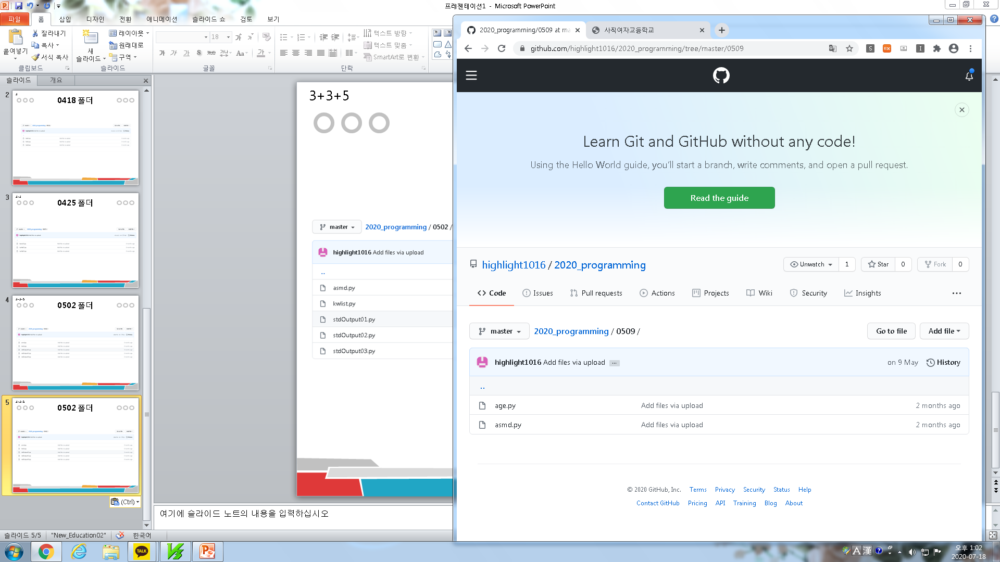 프레젠테이션1 - Microsoft PowerPoint
파일 홈 삽입 디자인 전환 애니메이션 슬라이드 쇼 검토 보기
붙여넣기
잘라내기
복사
서식 복사
클립보드
새 슬라이드
레이아웃
원래대로
구역
슬라이드
18
가 가 가 S 가나 Aa 가
글꼴
텍스트 방향
텍스트 맞춤
SmartArt로 변환
단락
슬라이드 개요
2
0418 폴더
3
0425 폴더
4
0502 폴더
5
0502 폴더
(Ctrl)
3+3+5
master 2020_programming / 0502 /
highlight1016 Add files via upload
..
asmd.py
kwlist.py
stdOutput01.py
stdOutput02.py
stdOutput03.py
여기에 슬라이드 노트의 내용을 입력하십시오
슬라이드 5/5 "New_Education02" 한국어
2020_programming/0509 at ma
사직여자고등학교
github.com/highlight1016/2020_programming/tree/master/0509
Learn Git and GitHub without any code!
Using the Hello World guide, you’ll start a branch, write comments, and open a pull request.
Read the guide
highlight1016 / 2020_programming
Unwatch 1 Star 0 Fork 0
Code Issues Pull requests Actions Projects Wiki Security Insights ...
master 2020_programming / 0509 / Go to file Add file
highlight1016 Add files via upload ... on 9 May History
..
age.py Add files via upload 2 months ago
asmd.py Add files via upload 2 months ago
© 2020 GitHub, Inc. Terms Privacy Security Status Help
Contact GitHub Pricing API Training Blog About
TALK
A 漢
오후 1:02
2020-07-18